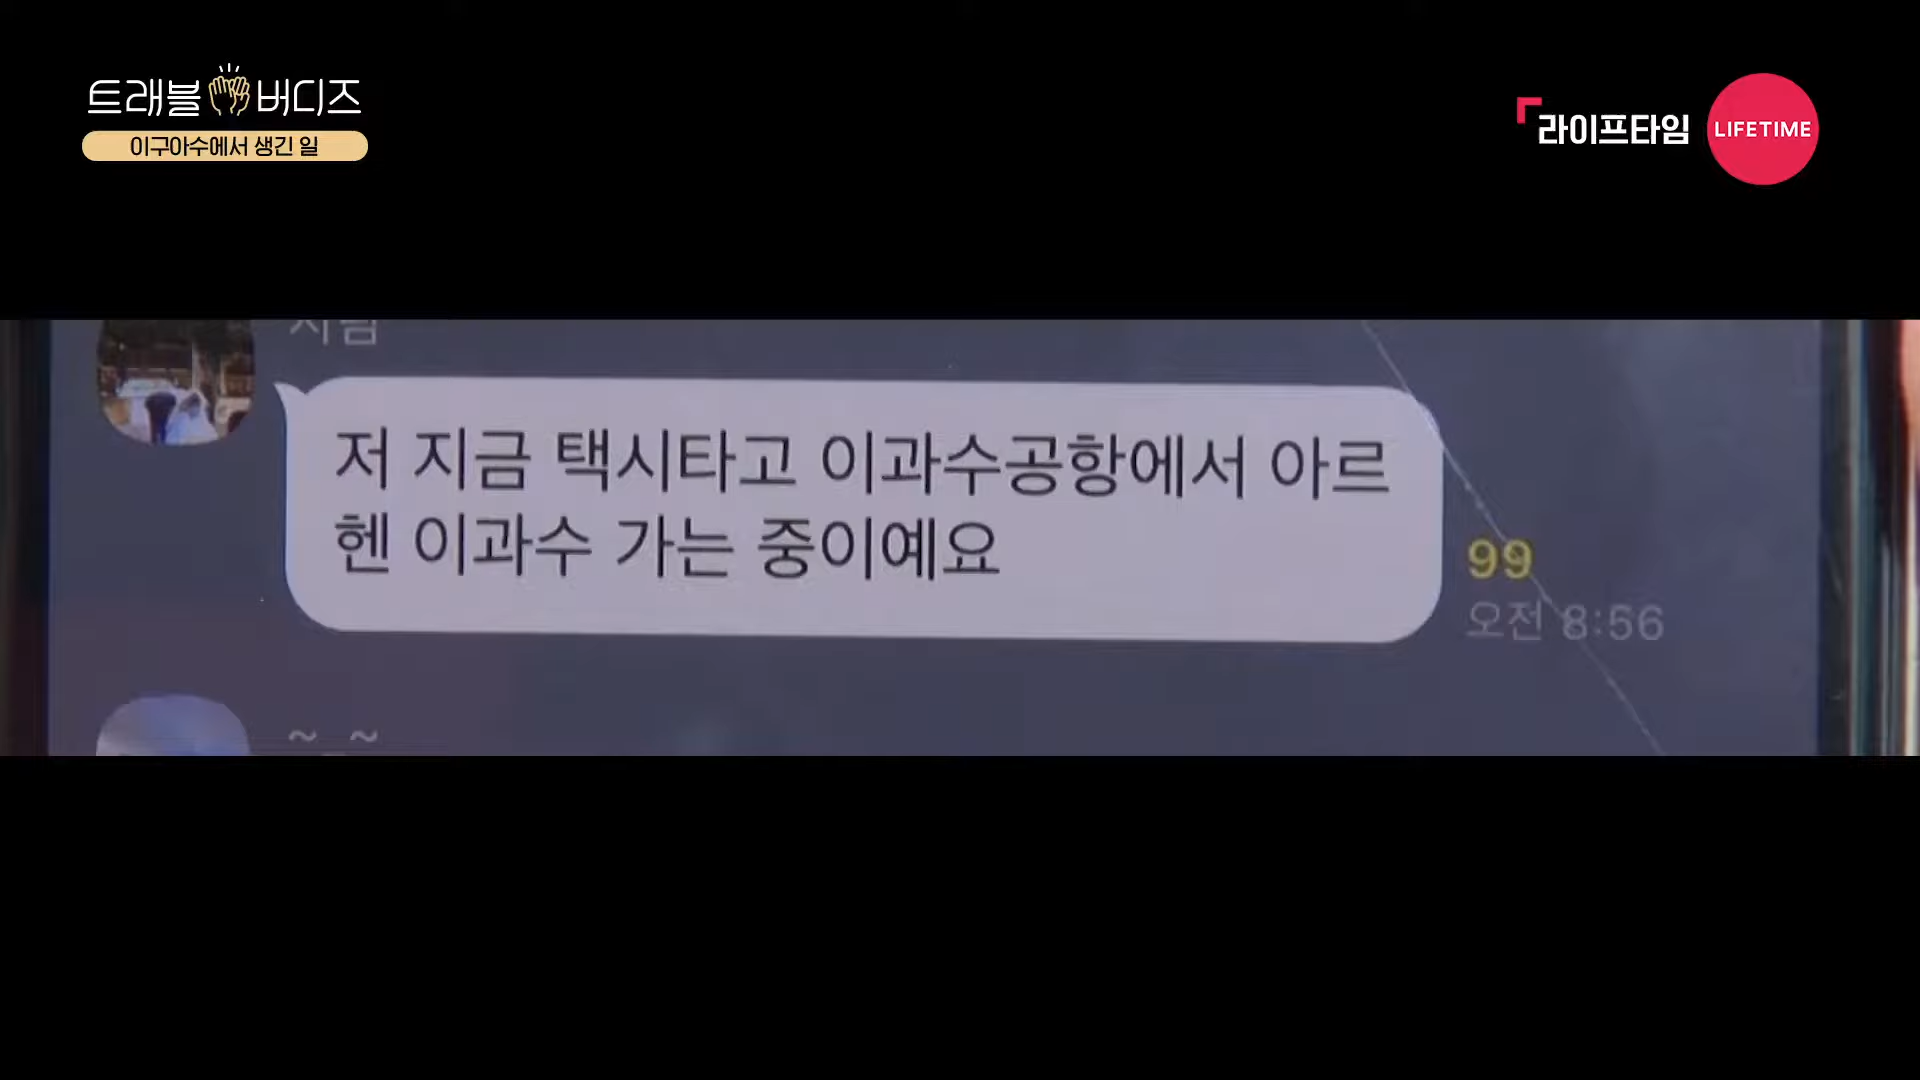 트래블 버디즈
이구아수에서 생긴 일
라이프타임 LIFETIME
저 지금 택시타고 이과수공항에서 아르
헨 이과수 가는 중이예요
99
오전 8:56
~_~